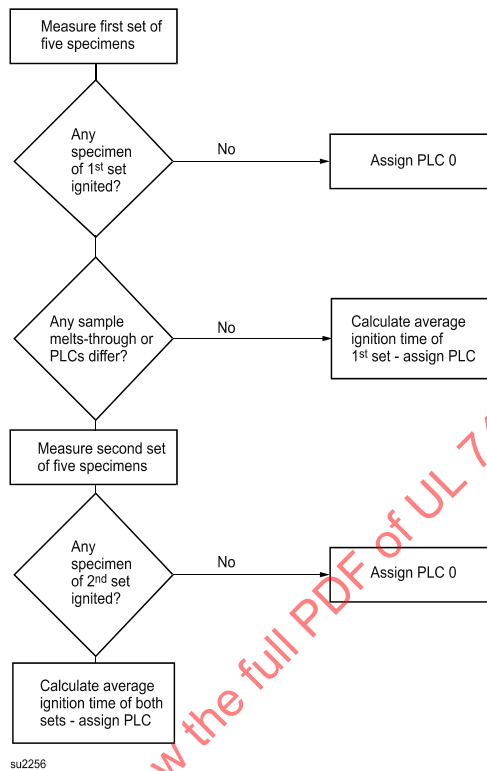 Measure first set of
five specimens
Any
specimen
of 1st set
ignited?
No
Assign PLC 0
Any sample
melts-through or
PLCs differ?
No
Calculate average
ignition time of
1st set - assign PLC
Measure second set
of five specimens
Any
specimen
of 2nd set
ignited?
No
Assign PLC 0
Calculate average
ignition time of both
sets - assign PLC
su2256
the full PDF of UL